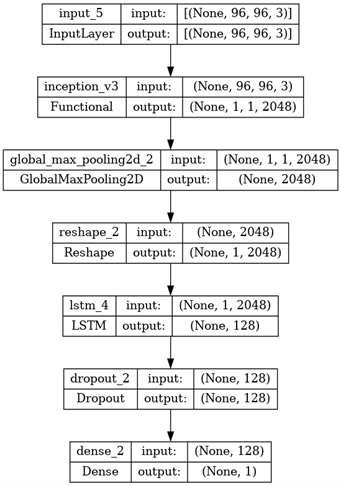 input_5 input: [(None, 96, 96, 3)]
InputLayer output: [(None, 96, 96, 3)]
inception_v3 input: (None, 96, 96, 3)
Functional output: (None, 1, 1, 2048)
global_max_pooling2d_2 input: (None, 1, 1, 2048)
GlobalMaxPooling2D output: (None, 2048)
reshape_2 input: (None, 2048)
Reshape output: (None, 1, 2048)
lstm_4 input: (None, 1, 2048)
LSTM output: (None, 128)
dropout_2 input: (None, 128)
Dropout output: (None, 128)
dense_2 input: (None, 128)
Dense output: (None, 1)